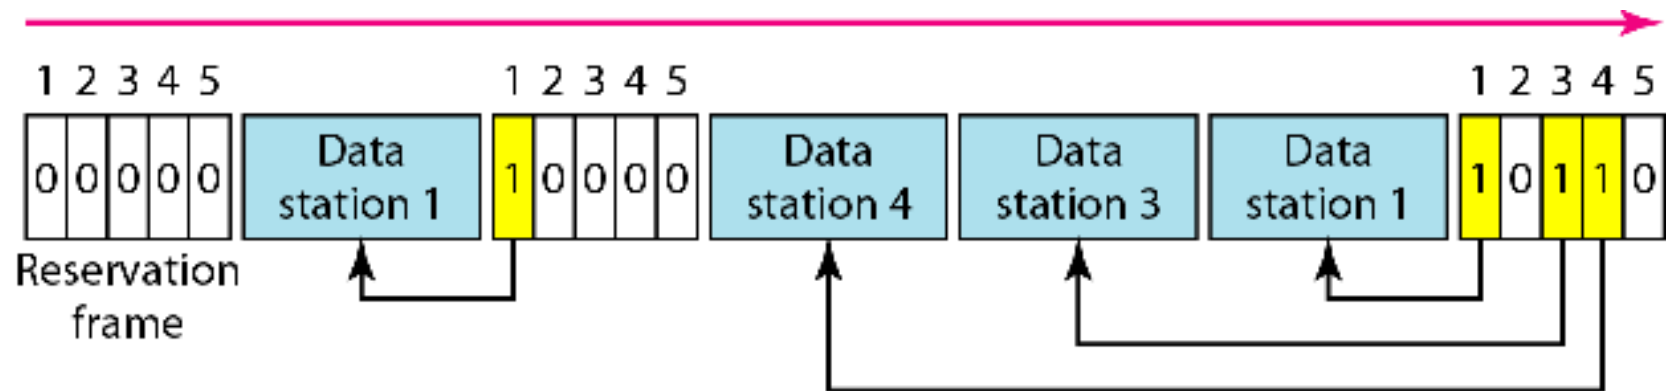 1 2 3 4 5 1 2 3 4 5 1 2 3 4 5
0 0 0 0 0 Data station 1 1 0 0 0 0 Data station 4 Data station 3 Data station 1 1 0 1 1 0
Reservation
frame